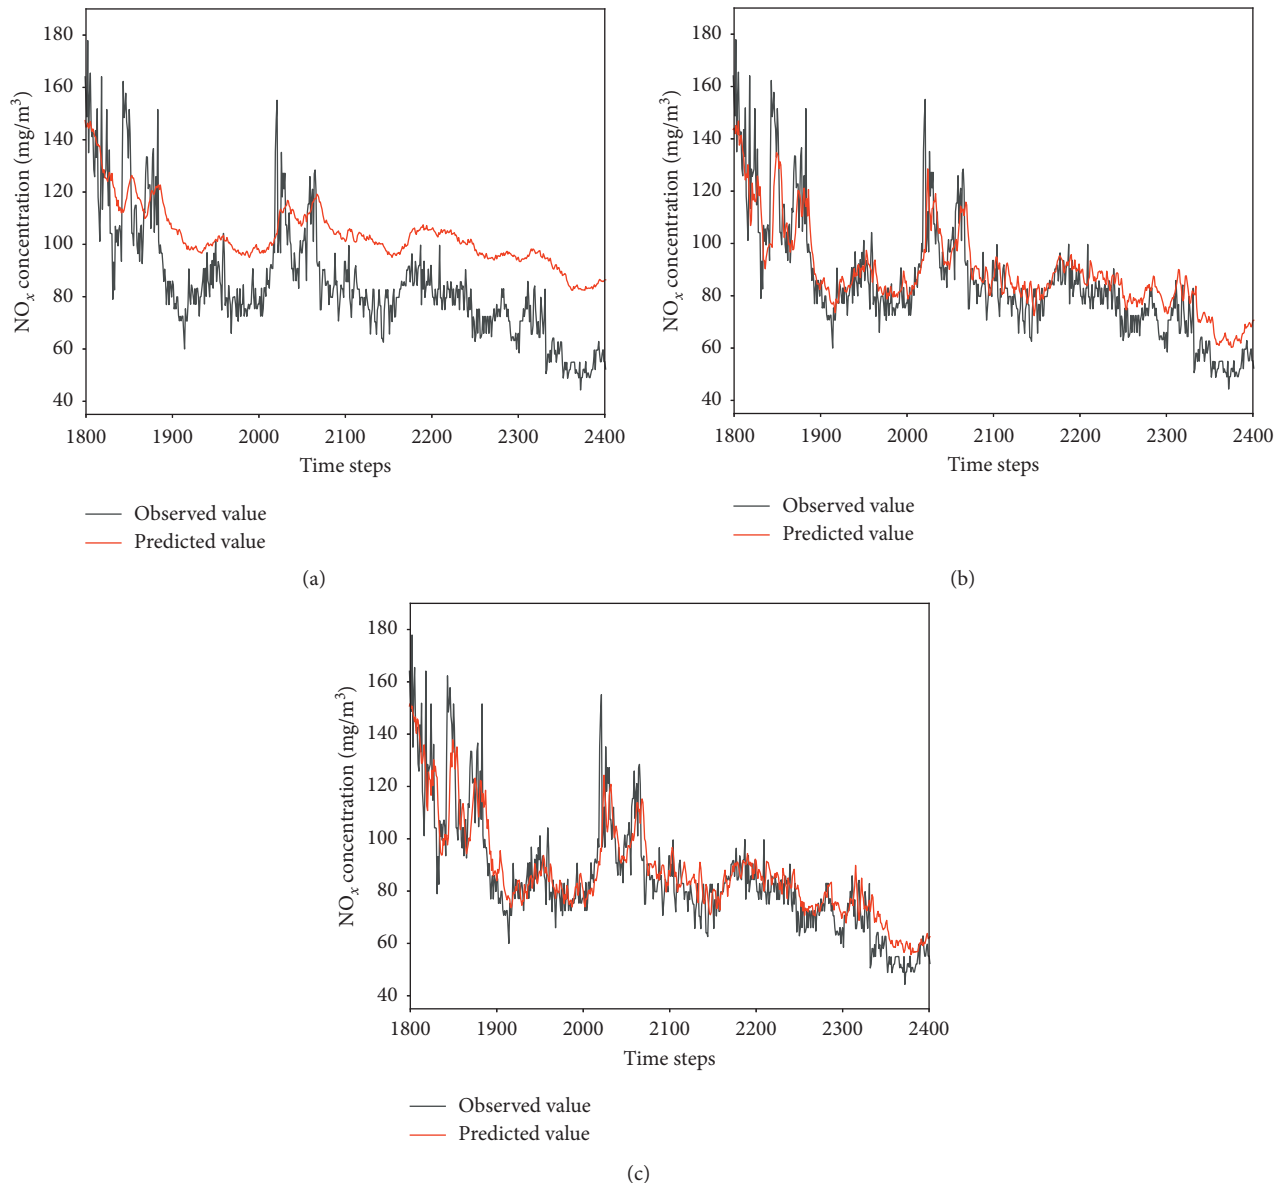 180
160
140
120
100
80
60
40
NOx concentration (mg/m³)
1800 1900 2000 2100 2200 2300 2400
Time steps
Observed value
Predicted value
(a)
180
160
140
120
100
80
60
40
NOx concentration (mg/m³)
1800 1900 2000 2100 2200 2300 2400
Time steps
Observed value
Predicted value
(b)
180
160
140
120
100
80
60
40
NOx concentration (mg/m³)
1800 1900 2000 2100 2200 2300 2400
Time steps
Observed value
Predicted value
(c)